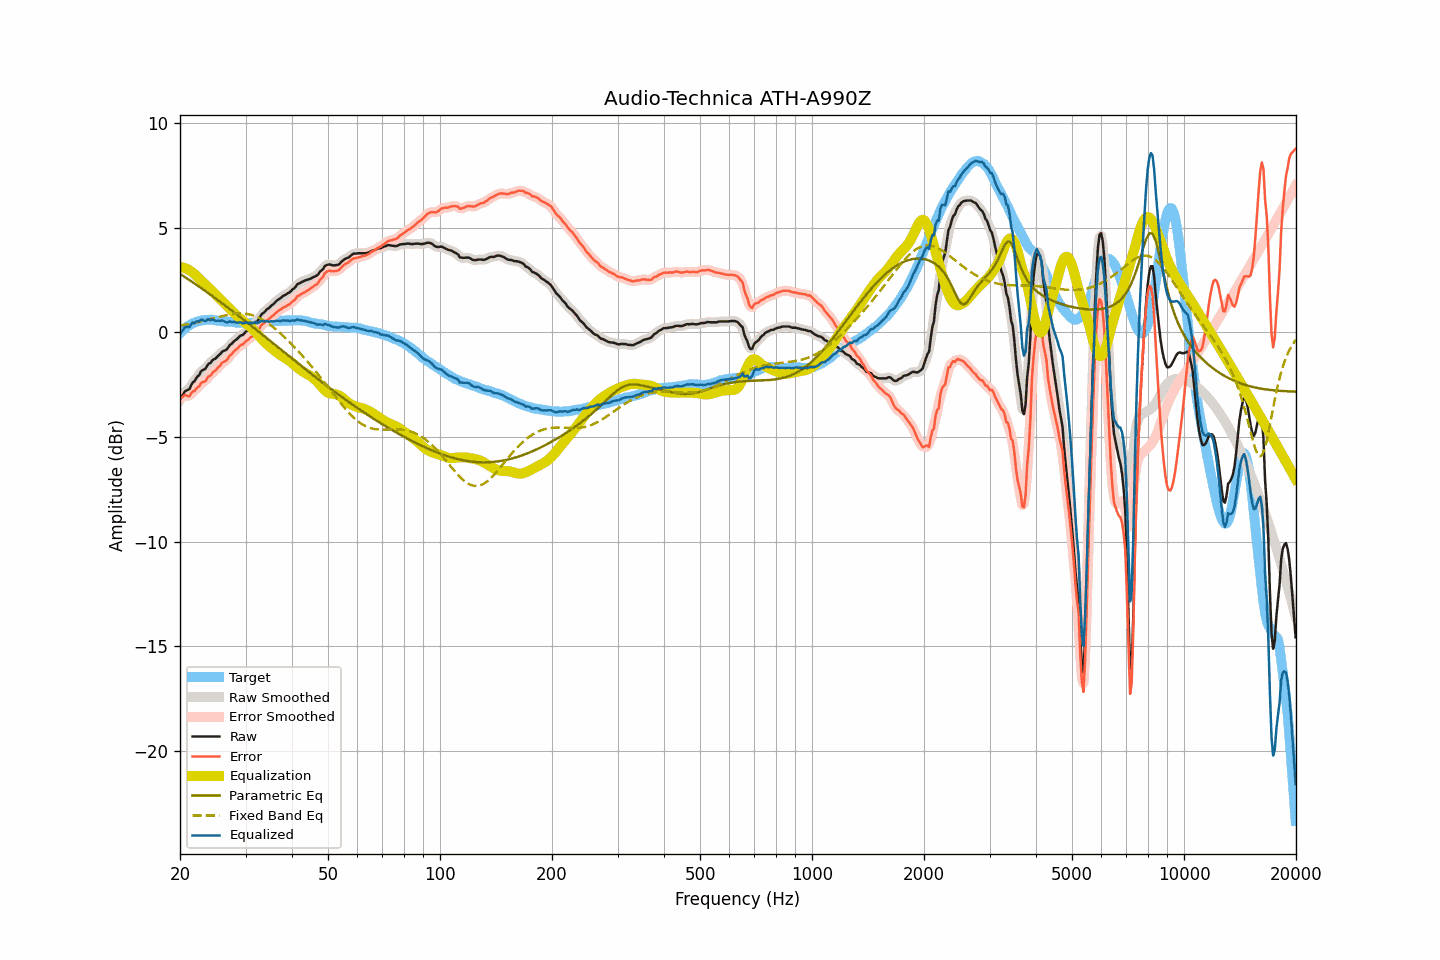 Audio-Technica ATH-A990Z
10
5
0
−5
−10
−15
−20
Amplitude (dBr)
Target
Raw Smoothed
Error Smoothed
Raw
Error
Equalization
Parametric Eq
Fixed Band Eq
Equalized
20 50 100 200 500 1000 2000 5000 10000 20000
Frequency (Hz)